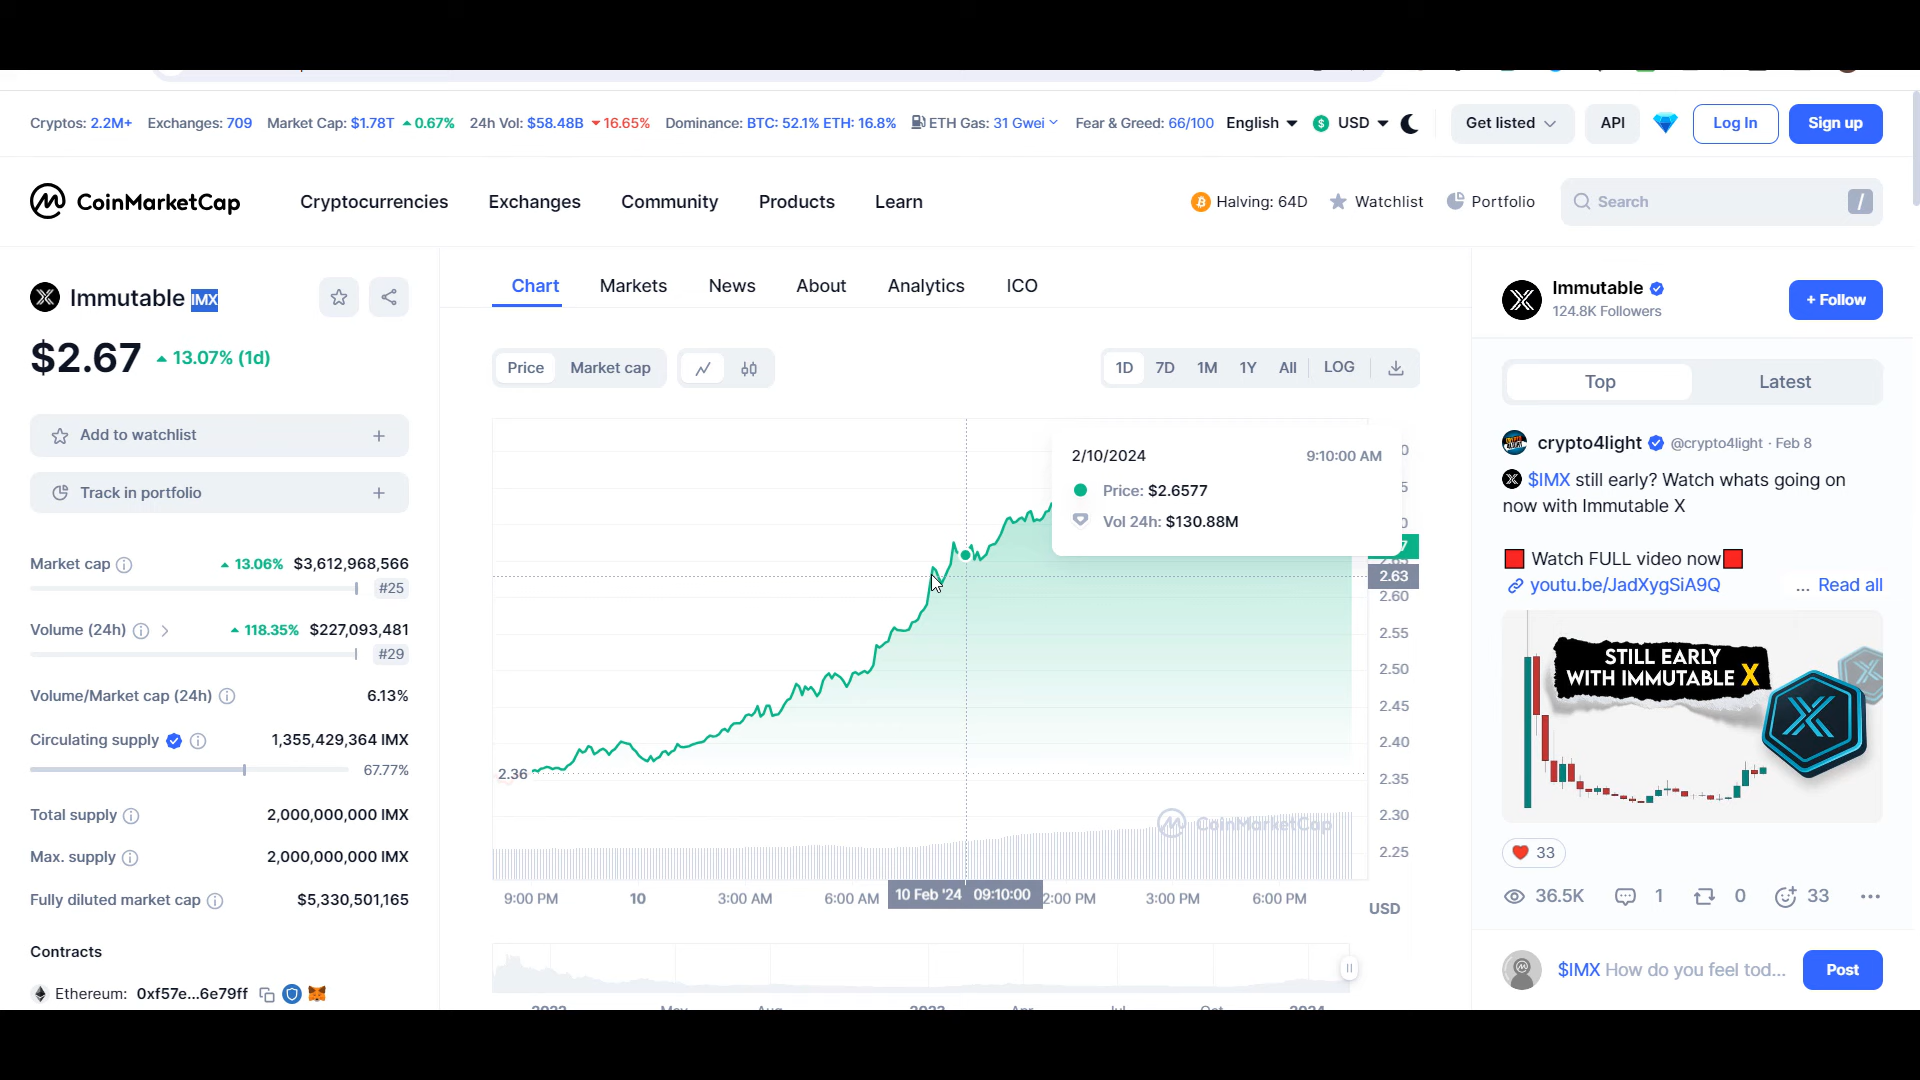 Cryptos: 2.2M+ Exchanges: 709 Market Cap: $1.78T 0.67% 24h Vol: $58.48B 16.65% Dominance: BTC: 52.1% ETH: 16.8% ETH Gas: 31 Gwei Fear & Greed: 66/100 English $ USD Get listed API Log In Sign up
CoinMarketCap Cryptocurrencies Exchanges Community Products Learn Halving: 64D Watchlist Portfolio Search /
Immutable IMX
$2.67 13.07% (1d)
Add to watchlist +
Track in portfolio +
Market cap 13.06% $3,612,968,566
#25
Volume (24h) 118.35% $227,093,481
#29
Volume/Market cap (24h) 6.13%
Circulating supply 1,355,429,364 IMX
67.77%
Total supply 2,000,000,000 IMX
Max. supply 2,000,000,000 IMX
Fully diluted market cap $5,330,501,165
Contracts
Ethereum: 0xf57e...6e79ff
Chart Markets News About Analytics ICO
Price Market cap 1D 7D 1M 1Y All LOG
2/10/2024 9:10:00 AM
Price: $2.6577
Vol 24h: $130.88M
2.63
2.60
2.55
2.50
2.45
2.40
2.36
2.35
2.30
2.25
CoinMarketCap
9:00 PM 10 3:00 AM 6:00 AM 10 Feb '24 09:10:00 2:00 PM 3:00 PM 6:00 PM
USD
Immutable + Follow
124.8K Followers
Top Latest
crypto4light @crypto4light · Feb 8
$IMX still early? Watch whats going on
now with Immutable X
Watch FULL video now
youtu.be/JadXygSiA9Q ... Read all
STILL EARLY
WITH IMMUTABLE X
33
36.5K 1 0 33
$IMX How do you feel tod... Post